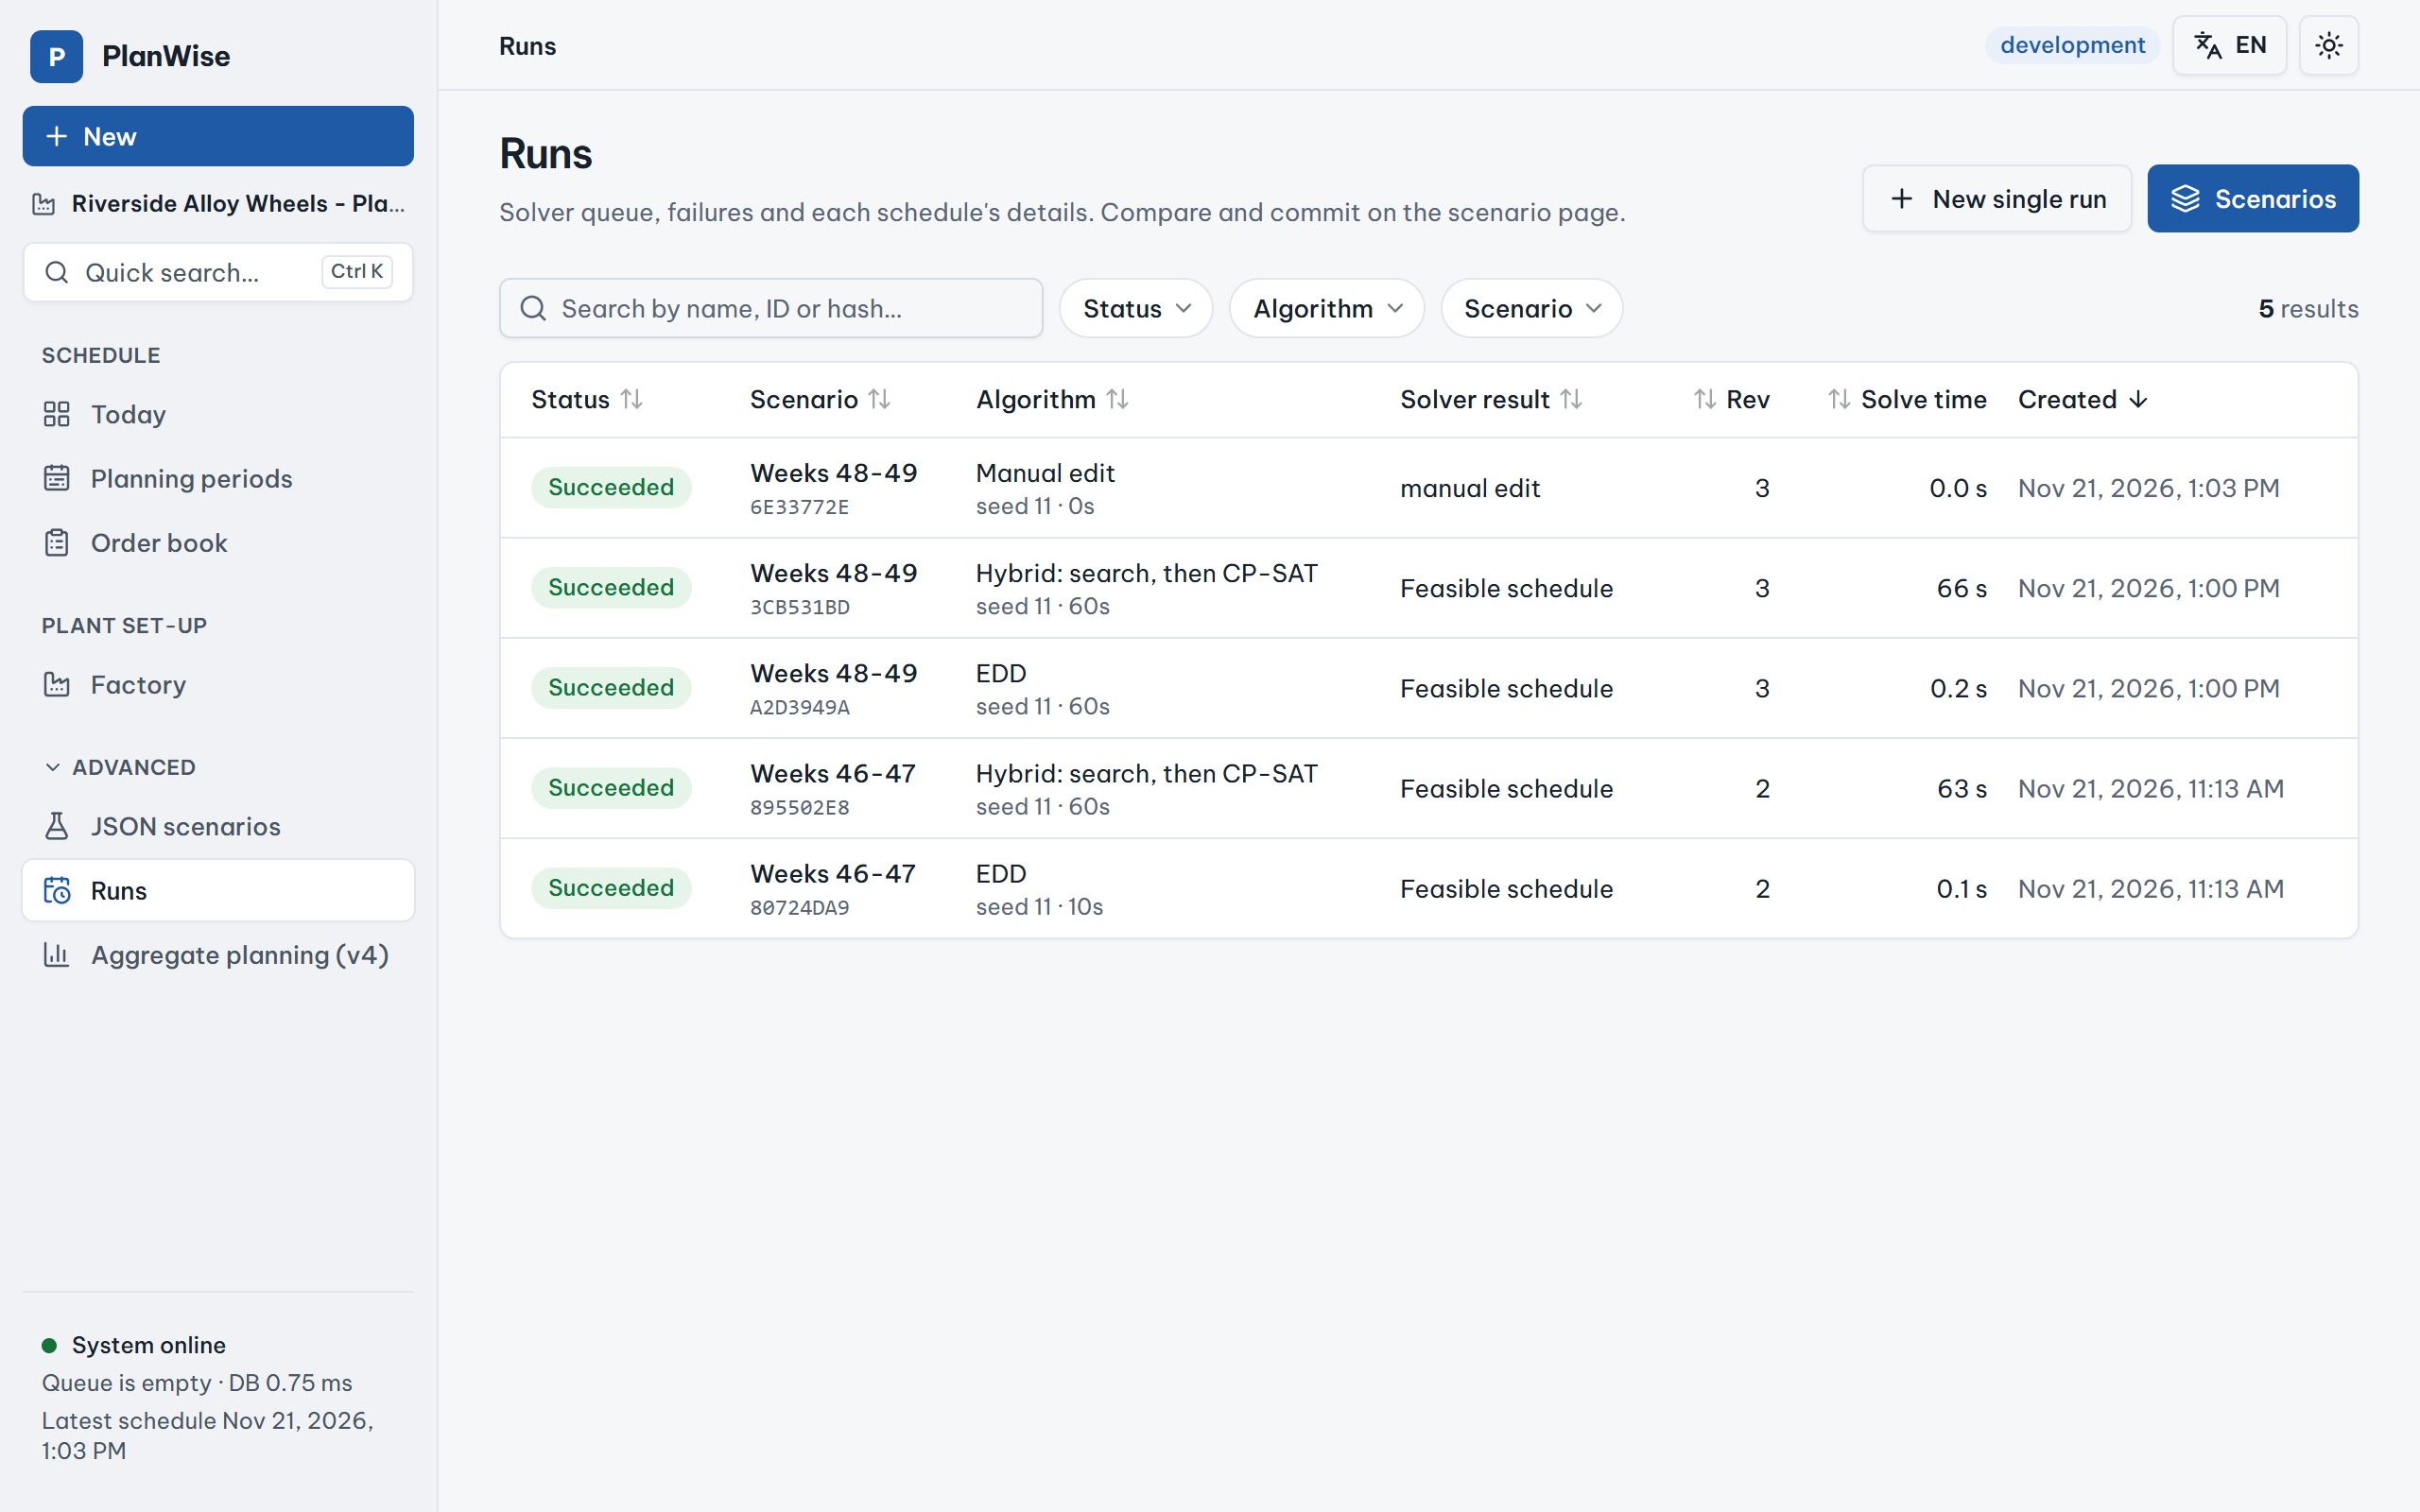 P PlanWise
New
Riverside Alloy Wheels - Pla...
Quick search... Ctrl K
SCHEDULE
Today
Planning periods
Order book
PLANT SET-UP
Factory
ADVANCED
JSON scenarios
Runs
Aggregate planning (v4)
System online
Queue is empty · DB 0.75 ms
Latest schedule Nov 21, 2026,
1:03 PM
Runs
development EN
Runs
Solver queue, failures and each schedule's details. Compare and commit on the scenario page.
New single run Scenarios
Search by name, ID or hash... Status Algorithm Scenario 5 results
Status Scenario Algorithm Solver result Rev Solve time Created
Succeeded Weeks 48-49 Manual edit manual edit 3 0.0 s Nov 21, 2026, 1:03 PM
6E33772E seed 11 · 0s
Succeeded Weeks 48-49 Hybrid: search, then CP-SAT Feasible schedule 3 66 s Nov 21, 2026, 1:00 PM
3CB531BD seed 11 · 60s
Succeeded Weeks 48-49 EDD Feasible schedule 3 0.2 s Nov 21, 2026, 1:00 PM
A2D3949A seed 11 · 60s
Succeeded Weeks 46-47 Hybrid: search, then CP-SAT Feasible schedule 2 63 s Nov 21, 2026, 11:13 AM
895502E8 seed 11 · 60s
Succeeded Weeks 46-47 EDD Feasible schedule 2 0.1 s Nov 21, 2026, 11:13 AM
80724DA9 seed 11 · 10s